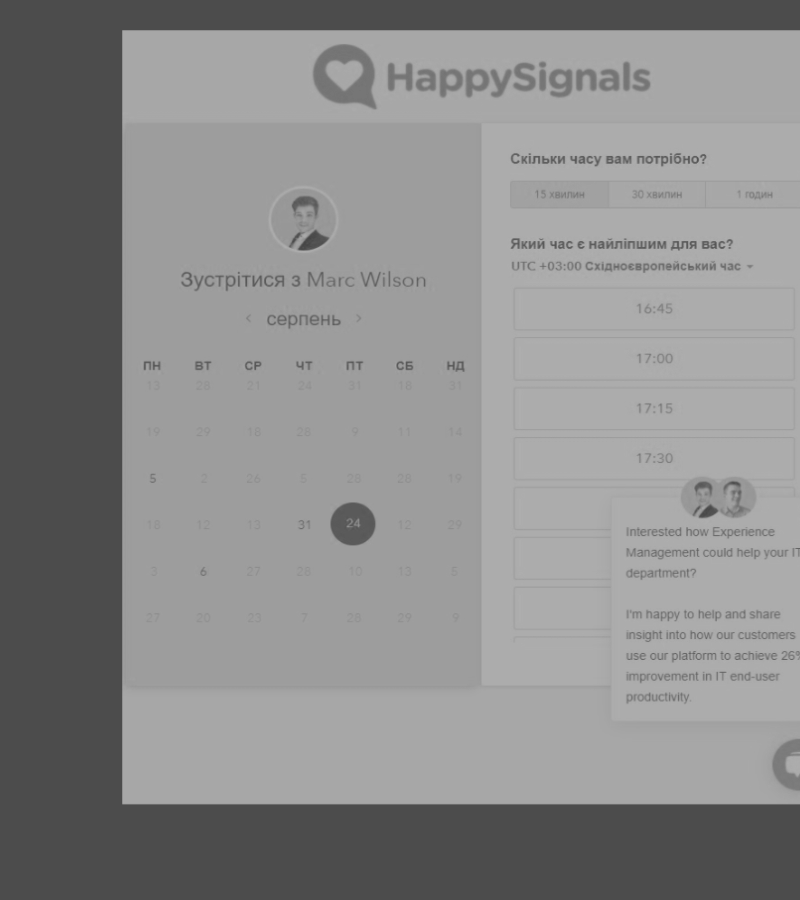 HappySignals
Зустрітися з Marc Wilson
серпень
ПН ВТ СР ЧТ ПТ СБ НД
13 28 21 24 31 16 31
19 29 18 26 9 11 14
5 2 26 5 28 28 19
16 12 13 31 24 12 29
3 6 27 28 10 13 5
27 20 23 7 28 29 9
Скільки часу вам потрібно?
15 хвилин 30 хвилин 1 годин
Який час є найліпшим для вас?
UTC +03:00 Східноєвропейський час
16:45
17:00
17:15
17:30
Interested how Experience
Management could help your IT
department?
I'm happy to help and share
insight into how our customers
use our platform to achieve 26%
improvement in IT end-user
productivity.